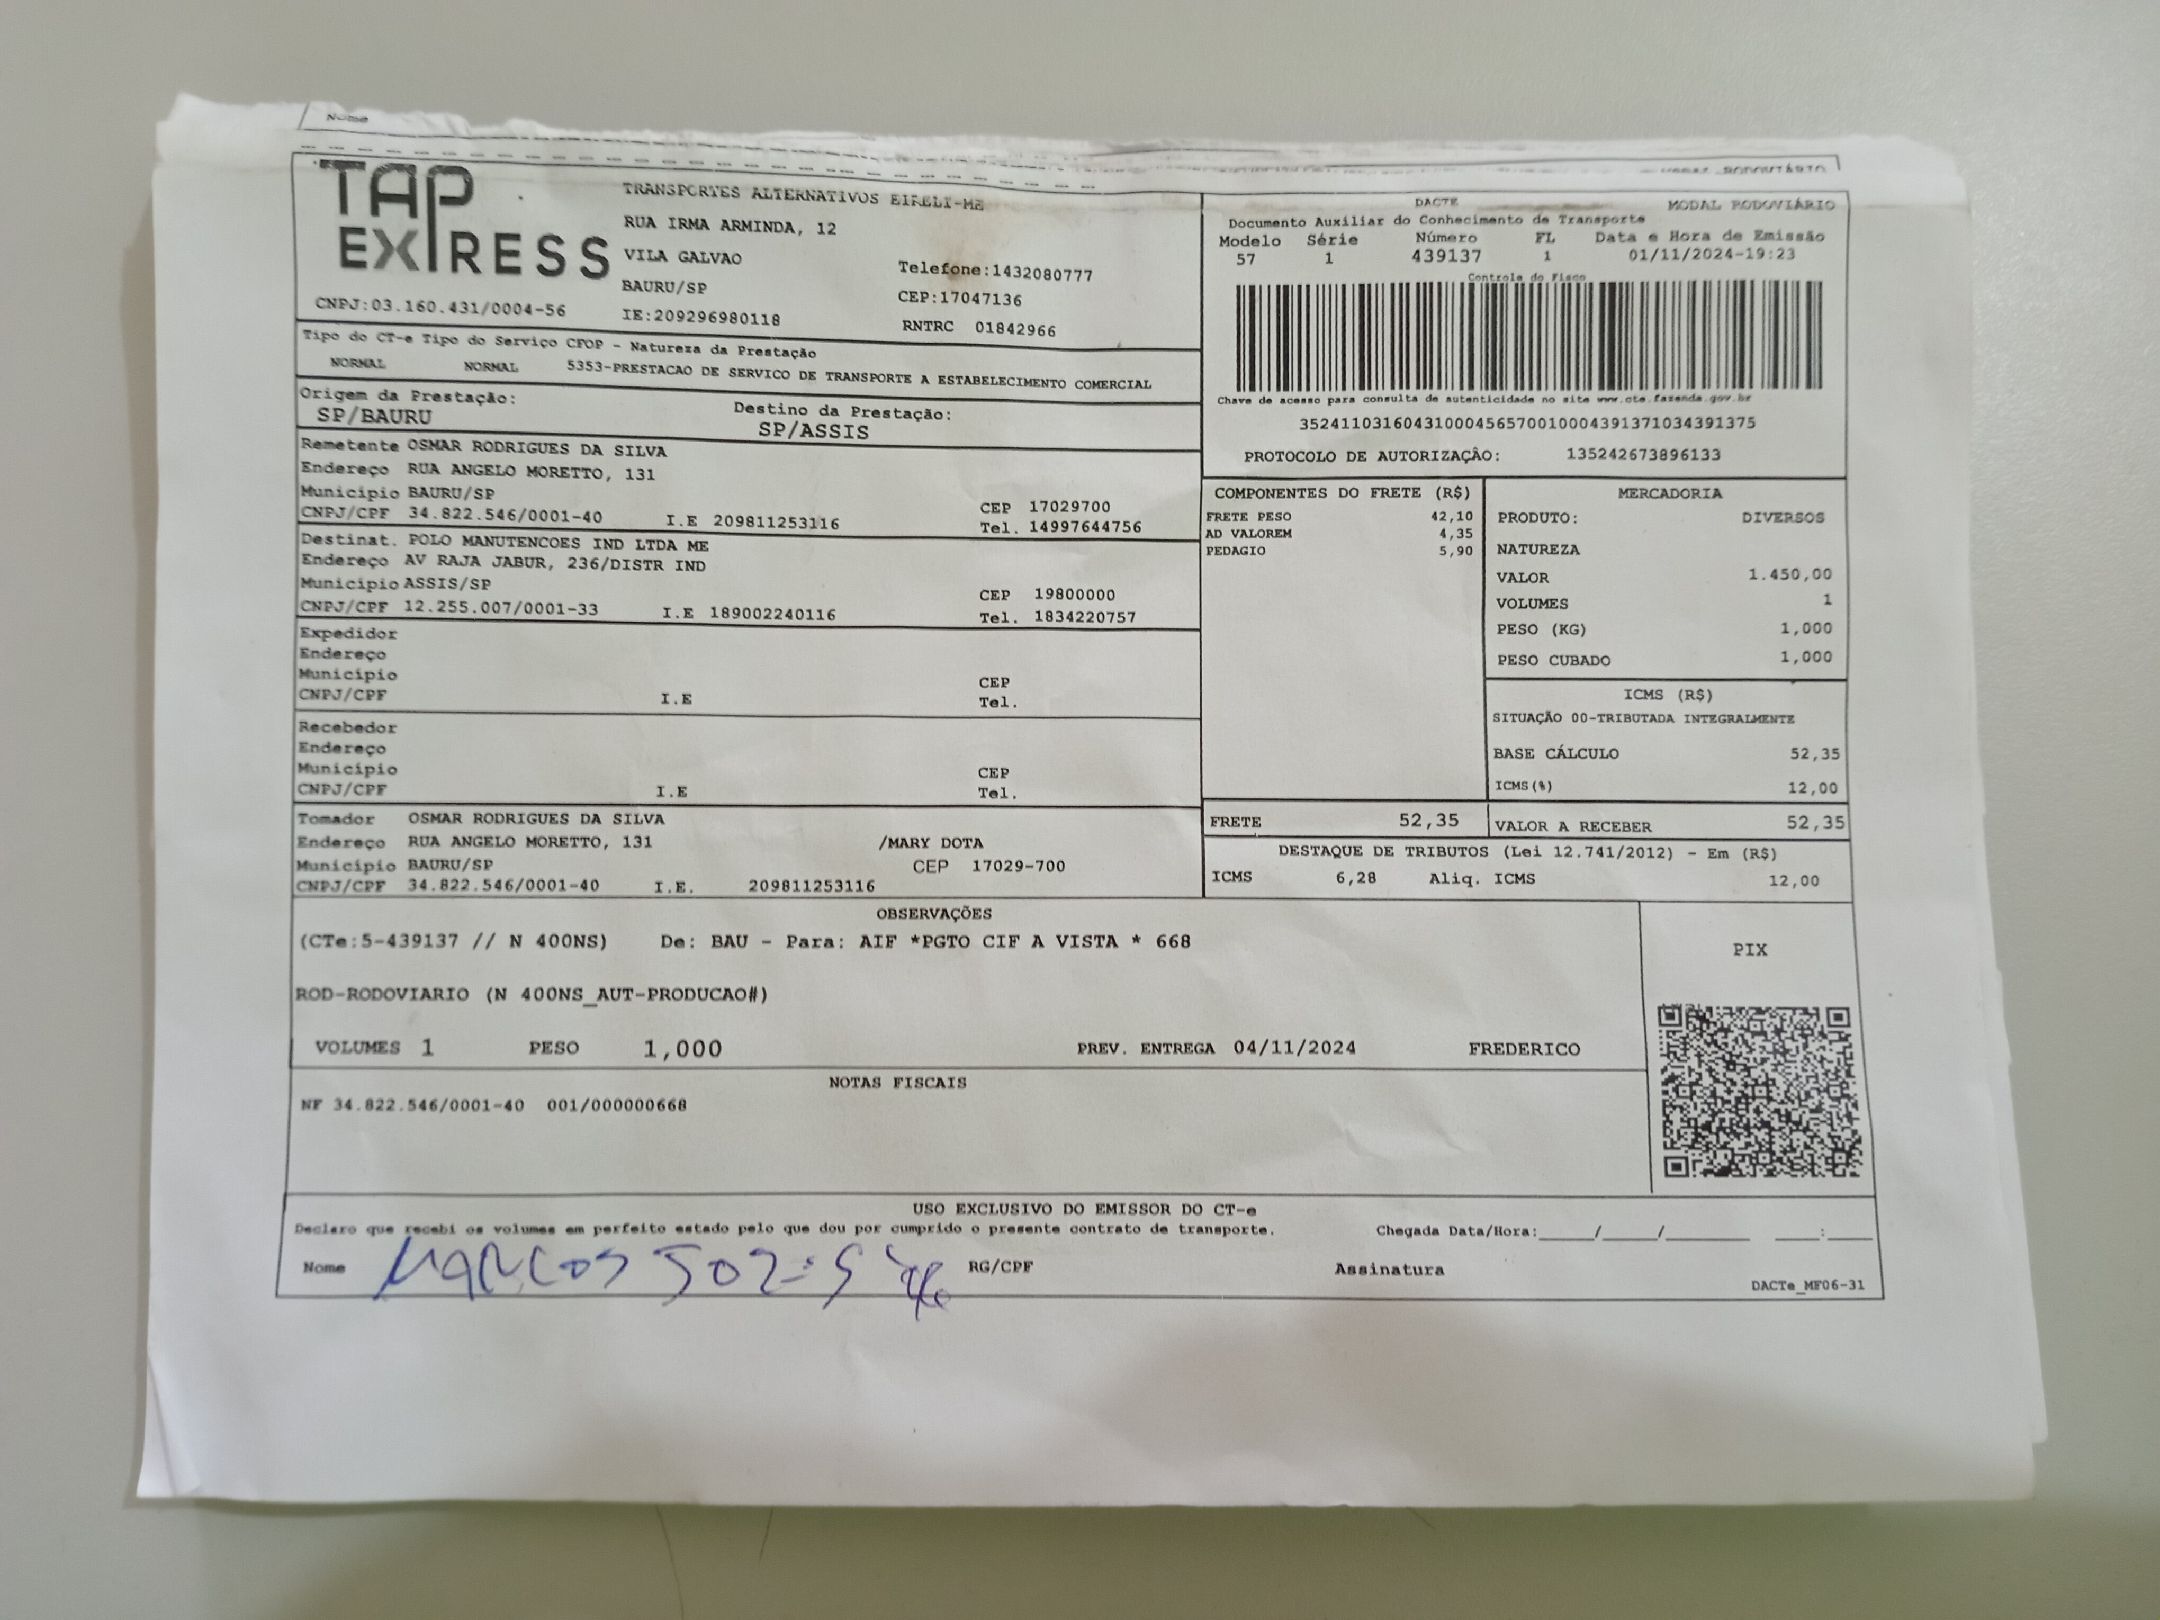 Nome
MODAL RODOVIÁRIO
TAP EXPRESS
CNPJ:03.160.431/0004-56
TRANSPORTES ALTERNATIVOS EIRELI-ME
RUA IRMA ARMINDA, 12
VILA GALVAO
Telefone:1432080777
BAURU/SP
CEP:17047136
IE:209296980118
RNTRC 01842966
DACTE MODAL RODOVIÁRIO
Documento Auxiliar do Conhecimento de Transporte
Modelo Série Número FL Data e Hora de Emissão
57 1 439137 1 01/11/2024-19:23
Controle do Fisco
Chave de acesso para consulta de autenticidade no site www.cte.fazenda.gov.br
35241103160431000456570010004391371034391375
PROTOCOLO DE AUTORIZAÇÂO: 135242673896133
Tipo do CT-e Tipo do Serviço CFOP - Natureza da Prestação
NORMAL NORMAL 5353-PRESTACAO DE SERVICO DE TRANSPORTE A ESTABELECIMENTO COMERCIAL
Origem da Prestação: Destino da Prestação:
SP/BAURU SP/ASSIS
Remetente OSMAR RODRIGUES DA SILVA
Endereço RUA ANGELO MORETTO, 131
Município BAURU/SP CEP 17029700
CNPJ/CPF 34.822.546/0001-40 I.E 209811253116 Tel. 14997644756
Destinat. POLO MANUTENCOES IND LTDA ME
Endereço AV RAJA JABUR, 236/DISTR IND
Município ASSIS/SP CEP 19800000
CNPJ/CPF 12.255.007/0001-33 I.E 189002240116 Tel. 1834220757
Expedidor
Endereço
Município CEP
CNPJ/CPF I.E Tel.
Recebedor
Endereço
Município CEP
CNPJ/CPF I.E Tel.
Tomador OSMAR RODRIGUES DA SILVA
Endereço RUA ANGELO MORETTO, 131 /MARY DOTA
Município BAURU/SP CEP 17029-700
CNPJ/CPF 34.822.546/0001-40 I.E. 209811253116
COMPONENTES DO FRETE (R$)
FRETE PESO 42,10
AD VALOREM 4,35
PEDAGIO 5,90
MERCADORIA
PRODUTO: DIVERSOS
NATUREZA
VALOR 1.450,00
VOLUMES 1
PESO (KG) 1,000
PESO CUBADO 1,000
ICMS (R$)
SITUAÇÃO 00-TRIBUTADA INTEGRALMENTE
BASE CÁLCULO 52,35
ICMS(%) 12,00
FRETE 52,35 VALOR A RECEBER 52,35
DESTAQUE DE TRIBUTOS (Lei 12.741/2012) - Em (R$)
ICMS 6,28 Aliq. ICMS 12,00
OBSERVAÇÕES
(CTe:5-439137 // N 400NS) De: BAU - Para: AIF *PGTO CIF A VISTA * 668
ROD-RODOVIARIO (N 400NS_AUT-PRODUCAO#)
VOLUMES 1 PESO 1,000 PREV. ENTREGA 04/11/2024 FREDERICO
PIX
NOTAS FISCAIS
NF 34.822.546/0001-40 001/000000668
USO EXCLUSIVO DO EMISSOR DO CT-e
Declaro que recebi os volumes em perfeito estado pelo que dou por cumprido o presente contrato de transporte. Chegada Data/Hora:_____/_____/________ ____:____
Nome MARCOS RG/CPF Assinatura
DACTe_MF06-31